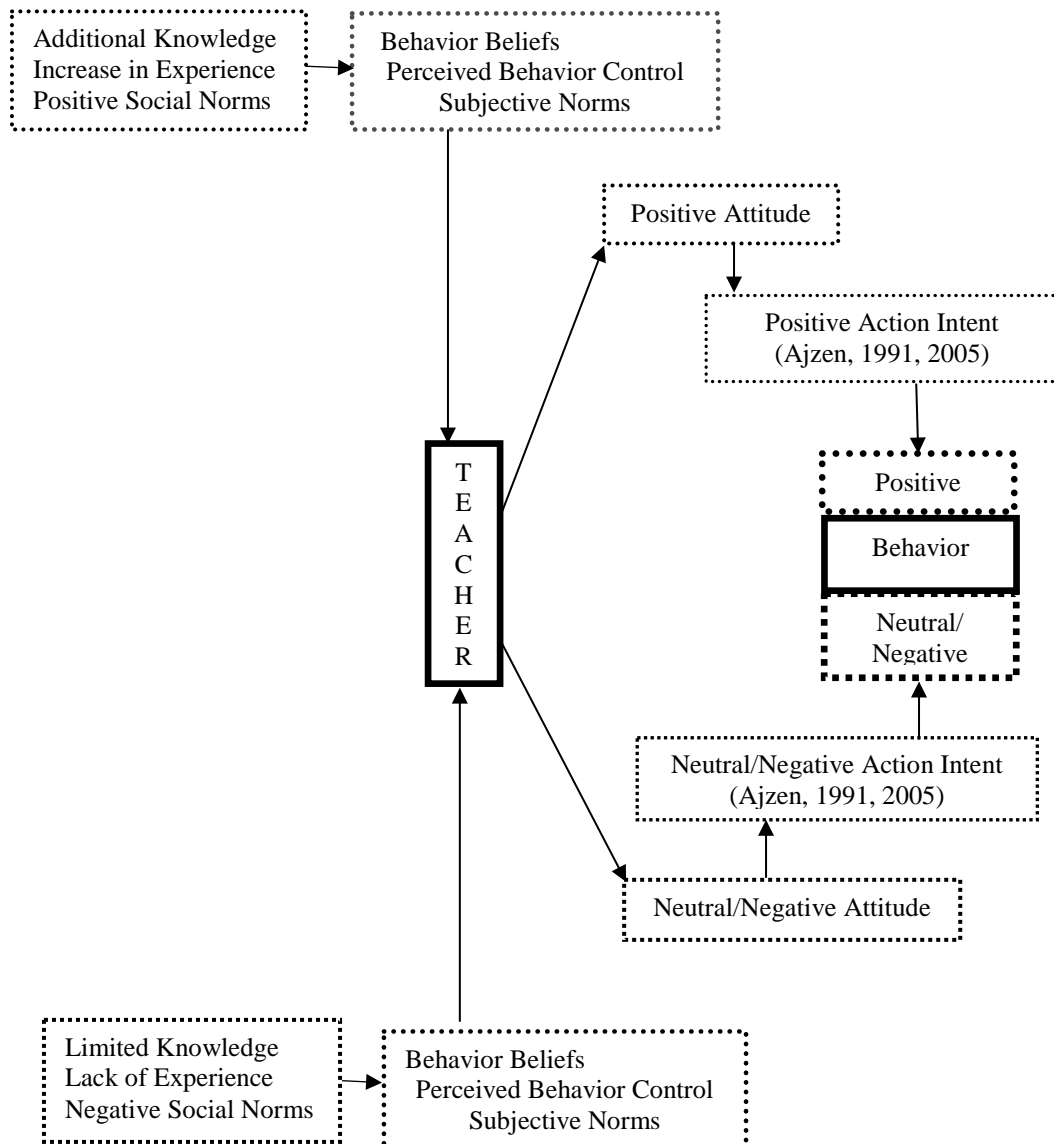 Additional Knowledge
Increase in Experience
Positive Social Norms
Behavior Beliefs
Perceived Behavior Control
Subjective Norms
Positive Attitude
Positive Action Intent
(Ajzen, 1991, 2005)
T
E
A
C
H
E
R
Positive
Behavior
Neutral/
Negative
Neutral/Negative Action Intent
(Ajzen, 1991, 2005)
Neutral/Negative Attitude
Limited Knowledge
Lack of Experience
Negative Social Norms
Behavior Beliefs
Perceived Behavior Control
Subjective Norms